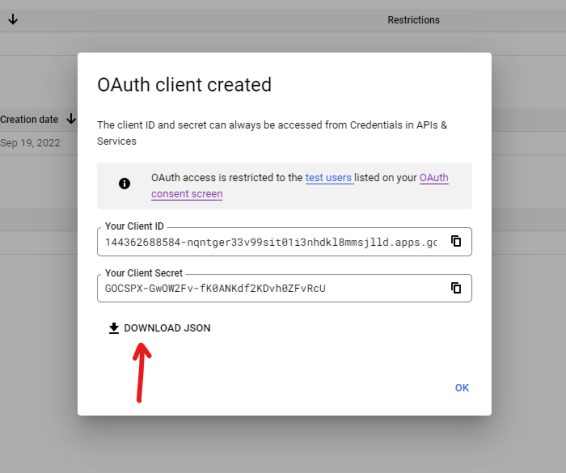 Restrictions
OAuth client created
Creation date
The client ID and secret can always be accessed from Credentials in APIs &
Services
Sep 19, 2022
OAuth access is restricted to the test users listed on your OAuth
consent screen
Your Client ID
144362688584-nqntger33v99sit01i3nhdkl8mmsjlld.apps.gc
Your Client Secret
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
DOWNLOAD JSON
OK